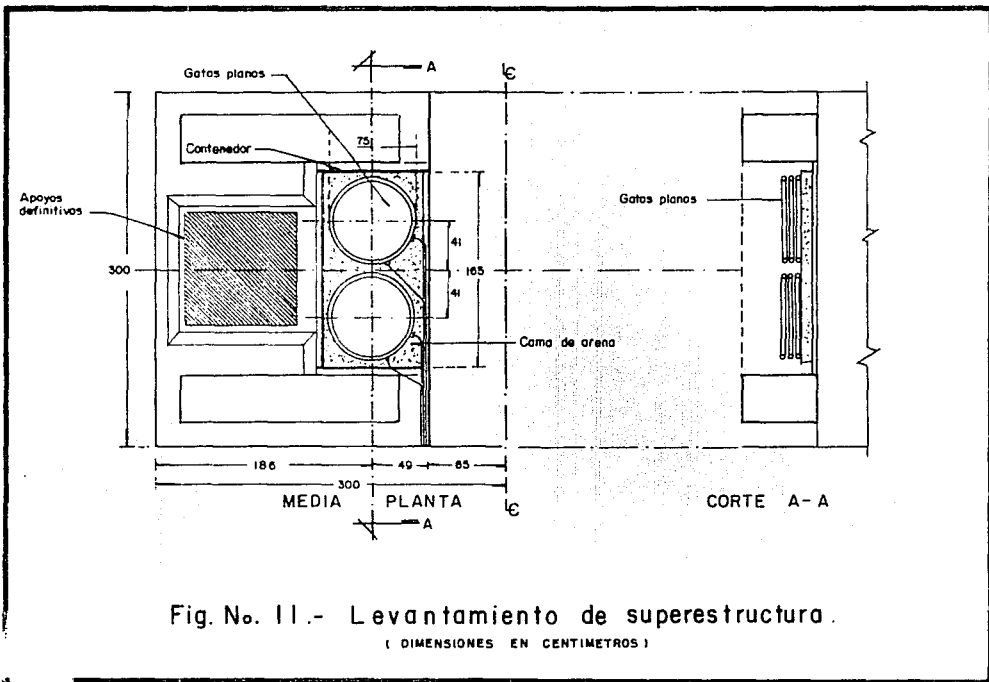 A
℄
Gatos planos
75
Contenedor
Apoyos
definitivos
Gatos planos
41
300
165
41
Cama de arena
186
49
65
300
MEDIA PLANTA
℄
CORTE A-A
A
Fig. No. 11.- Levantamiento de superestructura.
( DIMENSIONES EN CENTIMETROS )